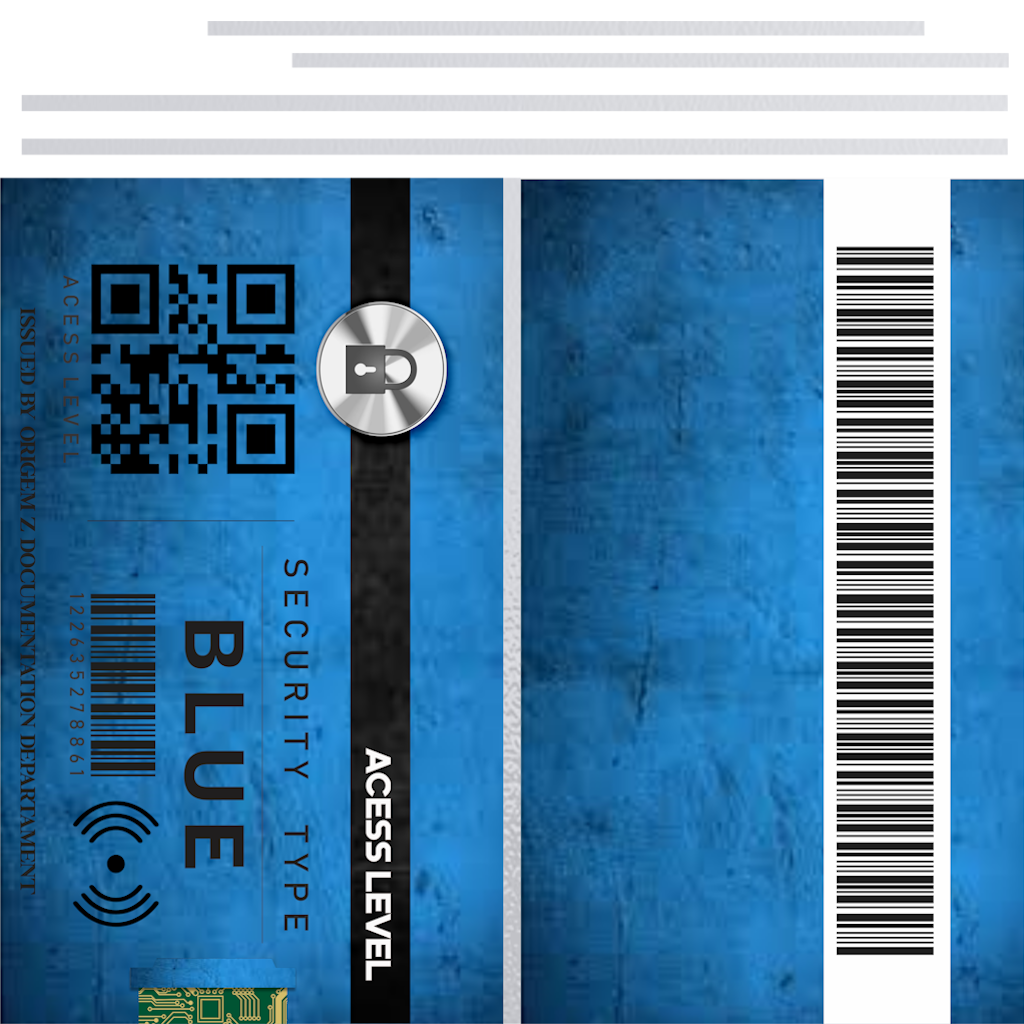 ACESS LEVEL
SECURITY TYPE
BLUE
122635278861
ACESS LEVEL
ISSUED BY ORIGEM Z DOCUMENTATION DEPARTAMENT